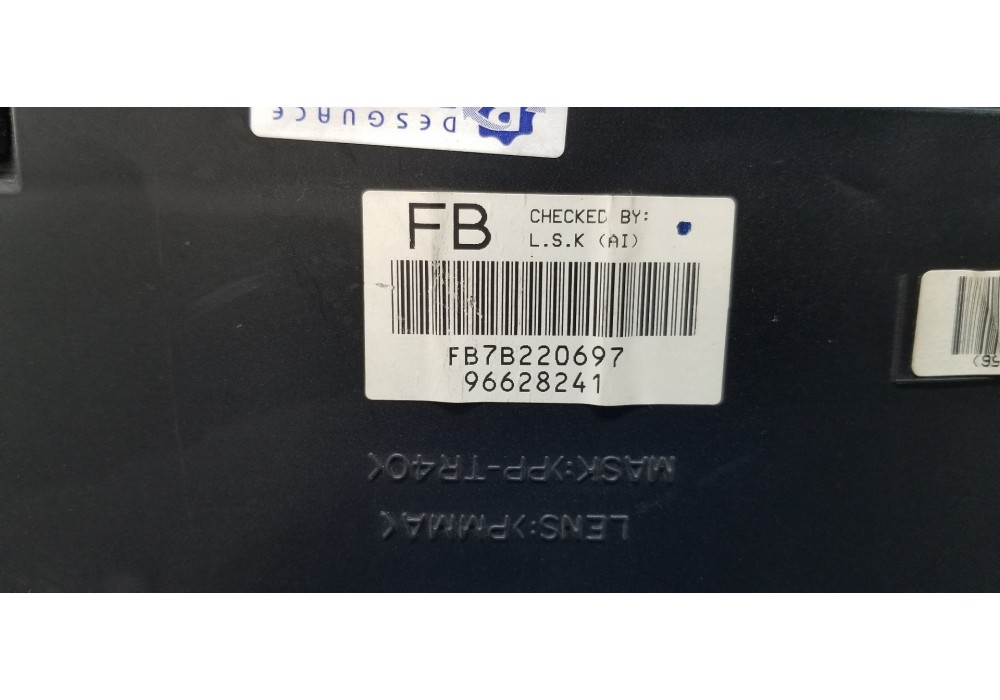 DESGUACE
FB
CHECKED BY:
L.S.K (AI)
FB7B220697
96628241
MASK:>PP-TR40<
LENS:>PMMA<